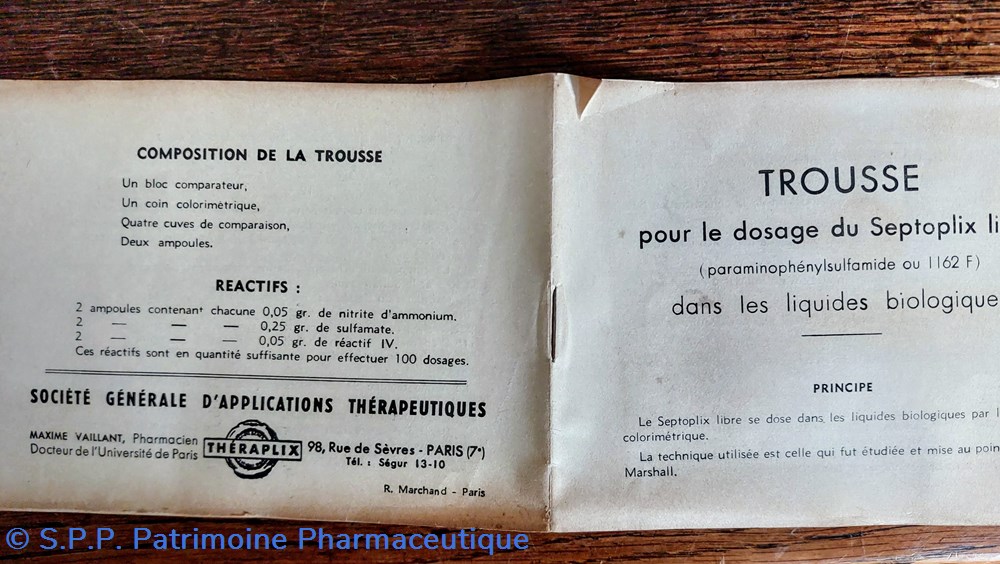 COMPOSITION DE LA TROUSSE
Un bloc comparateur,
Un coin colorimétrique,
Quatre cuves de comparaison,
Deux ampoules.
REACTIFS :
2 ampoules contenant chacune 0,05 gr. de nitrite d'ammonium.
2 — — — 0,25 gr. de sulfamate.
2 — — — 0,05 gr. de réactif IV.
Ces réactifs sont en quantité suffisante pour effectuer 100 dosages.
SOCIÉTÉ GÉNÉRALE D'APPLICATIONS THÉRAPEUTIQUES
MAXIME VAILLANT, Pharmacien
Docteur de l'Université de Paris
THÉRAPLIX
98, Rue de Sèvres - PARIS (7e)
Tél. : Ségur 13-10
R. Marchand - Paris
TROUSSE
pour le dosage du Septoplix li
(paraminophénylsulfamide ou 1162 F)
dans les liquides biologique
PRINCIPE
Le Septoplix libre se dose dans les liquides biologiques par l
colorimétrique.
La technique utilisée est celle qui fut étudiée et mise au poin
Marshall.
© S.P.P. Patrimoine Pharmaceutique